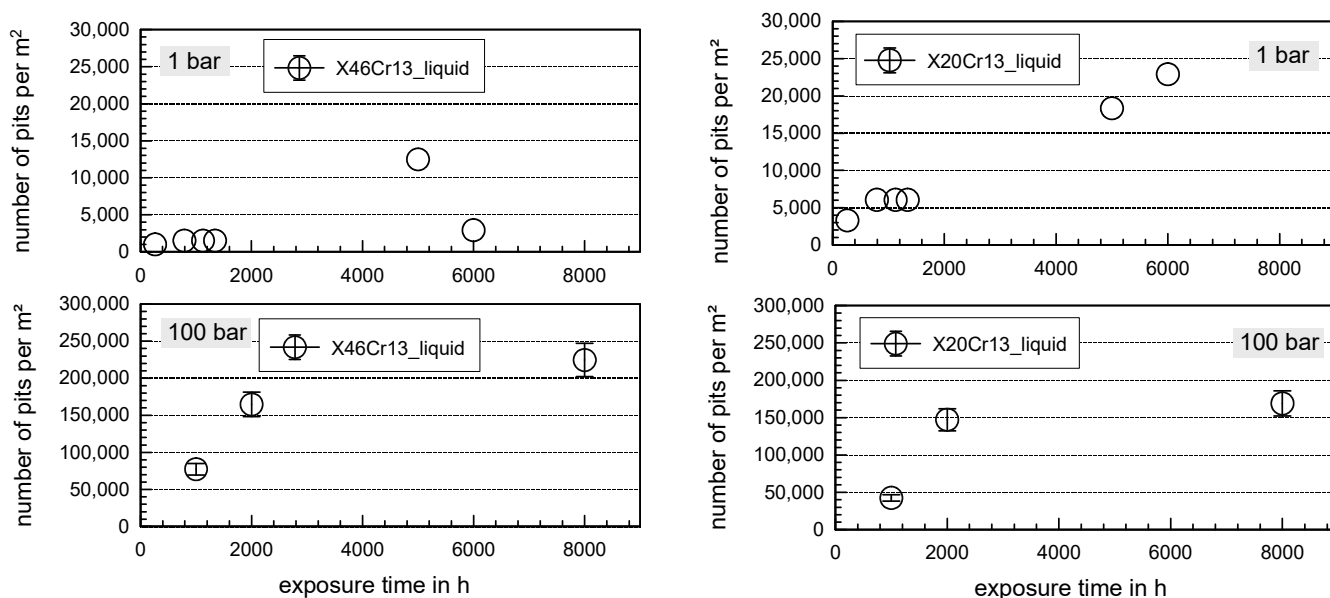 number of pits per m²
30,000
25,000
20,000
15,000
10,000
5,000
0
1 bar
X46Cr13_liquid
0 2000 4000 6000 8000
number of pits per m²
30,000
25,000
20,000
15,000
10,000
5,000
0
X20Cr13_liquid
1 bar
0 2000 4000 6000 8000
number of pits per m²
300,000
250,000
200,000
150,000
100,000
50,000
0
100 bar
X46Cr13_liquid
0 2000 4000 6000 8000
exposure time in h
number of pits per m²
300,000
250,000
200,000
150,000
100,000
50,000
0
X20Cr13_liquid
100 bar
0 2000 4000 6000 8000
exposure time in h